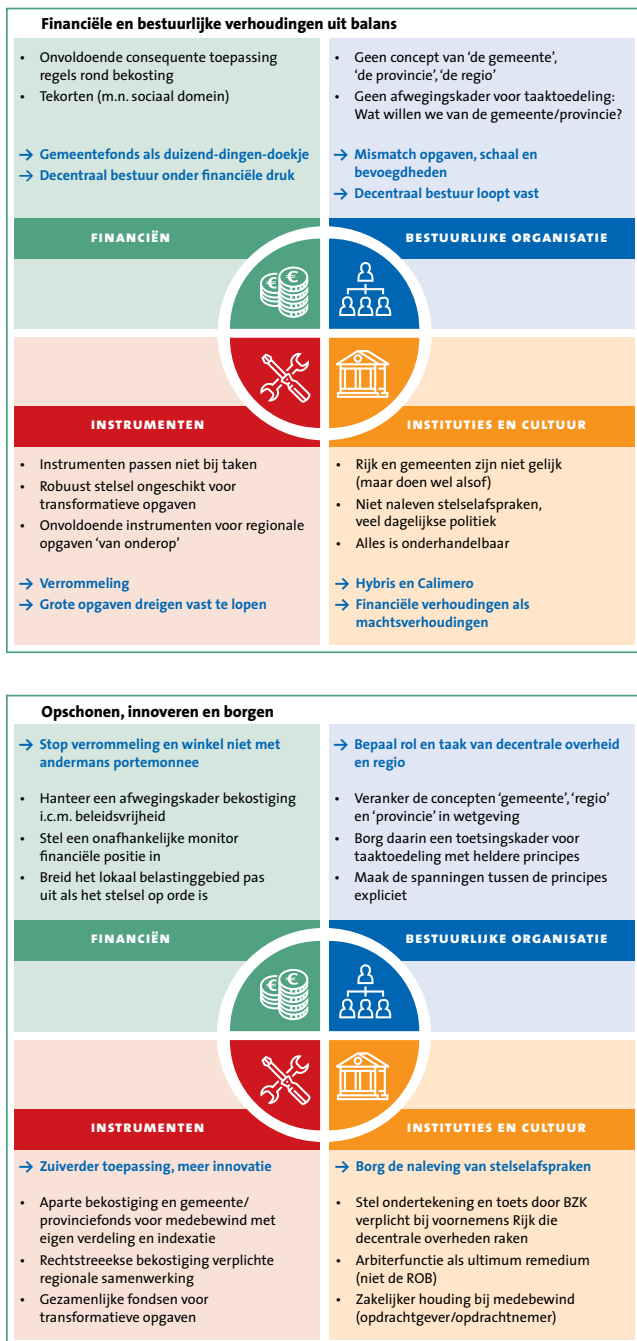 Financiële en bestuurlijke verhoudingen uit balans
• Onvoldoende consequente toepassing
regels rond bekosting
• Tekorten (m.n. sociaal domein)
→ Gemeentefonds als duizend-dingen-doekje
→ Decentraal bestuur onder financiële druk
FINANCIËN
• Geen concept van ‘de gemeente’,
‘de provincie’, ‘de regio’
• Geen afwegingskader voor taaktoedeling:
Wat willen we van de gemeente/provincie?
→ Mismatch opgaven, schaal en
bevoegdheden
→ Decentraal bestuur loopt vast
BESTUURLIJKE ORGANISATIE
INSTRUMENTEN
• Instrumenten passen niet bij taken
• Robuust stelsel ongeschikt voor
transformatieve opgaven
• Onvoldoende instrumenten voor regionale
opgaven ‘van onderop’
→ Verrommeling
→ Grote opgaven dreigen vast te lopen
INSTITUTIES EN CULTUUR
• Rijk en gemeenten zijn niet gelijk
(maar doen wel alsof)
• Niet naleven stelselafspraken,
veel dagelijkse politiek
• Alles is onderhandelbaar
→ Hybris en Calimero
→ Financiële verhoudingen als
machtsverhoudingen
Opschonen, innoveren en borgen
→ Stop verrommeling en winkel niet met
andermans portemonnee
• Hanteer een afwegingskader bekostiging
i.c.m. beleidsvrijheid
• Stel een onafhankelijke monitor
financiële positie in
• Breid het lokaal belastinggebied pas
uit als het stelsel op orde is
FINANCIËN
→ Bepaal rol en taak van decentrale overheid
en regio
• Veranker de concepten ‘gemeente’, ‘regio’
en ‘provincie’ in wetgeving
• Borg daarin een toetsingskader voor
taaktoedeling met heldere principes
• Maak de spanningen tussen de principes
expliciet
BESTUURLIJKE ORGANISATIE
INSTRUMENTEN
→ Zuiverder toepassing, meer innovatie
• Aparte bekostiging en gemeente/
provinciefonds voor medebewind met
eigen verdeling en indexatie
• Rechtstreeekse bekostiging verplichte
regionale samenwerking
• Gezamenlijke fondsen voor
transformatieve opgaven
INSTITUTIES EN CULTUUR
→ Borg de naleving van stelselafspraken
• Stel ondertekening en toets door BZK
verplicht bij voornemens Rijk die
decentrale overheden raken
• Arbiterfunctie als ultimum remedium
(niet de ROB)
• Zakelijker houding bij medebewind
(opdrachtgever/opdrachtnemer)